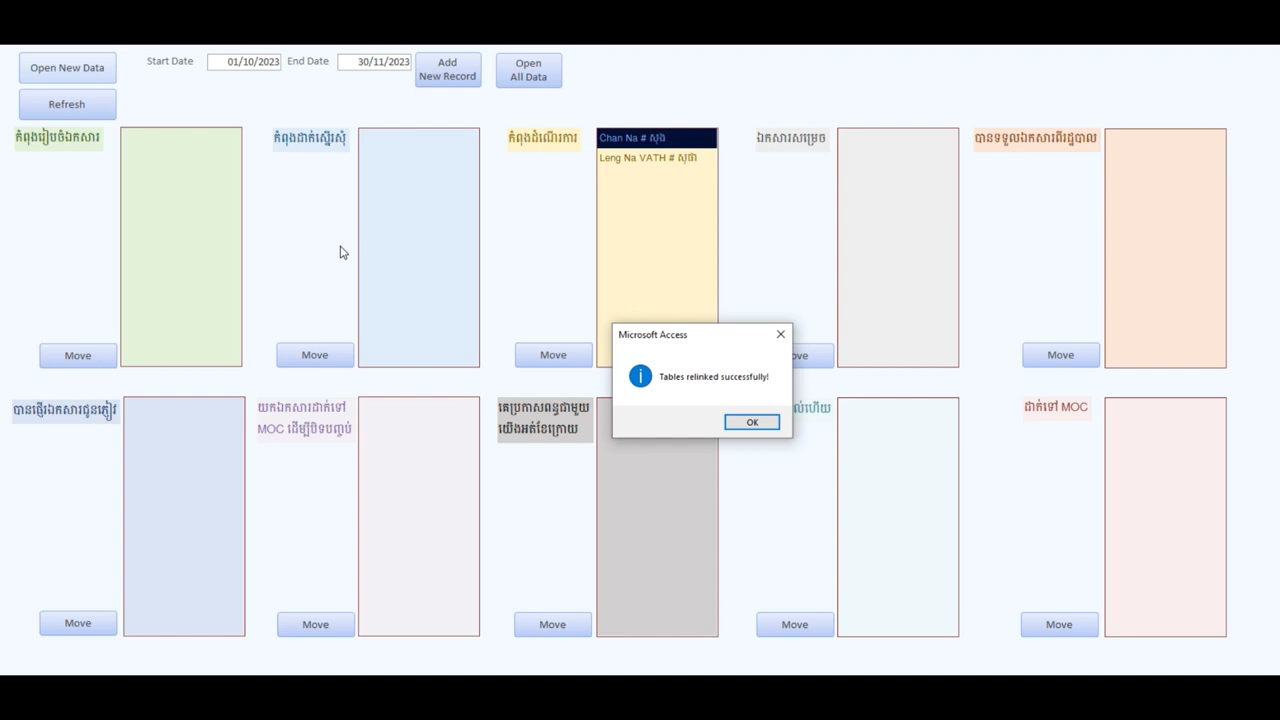 Open New Data
Start Date 01/10/2023 End Date 30/11/2023
Add
New Record
Open
All Data
Refresh
កំពុងរៀបចំឯកសារ
កំពុងដាក់ស្នើរសុំ
កំពុងដំណើរការ
Chan Na # សុង
Leng Na VATH # សុផា
ឯកសារសម្រេច
បានទទួលឯកសារពីរដ្ឋបាល
Microsoft Access
Tables relinked successfully!
OK
Move
Move
Move
ove
Move
បានផ្ញើរឯកសារជូនភ្ញៀវ
យកឯកសារដាក់ទៅ
MOC ដើម្បីបិទបញ្ចប់
គេប្រកាសពន្ធជាមួយ
យើងអត់ខែក្រោយ
ល់ហើយ
ដាក់ទៅ MOC
Move
Move
Move
Move
Move